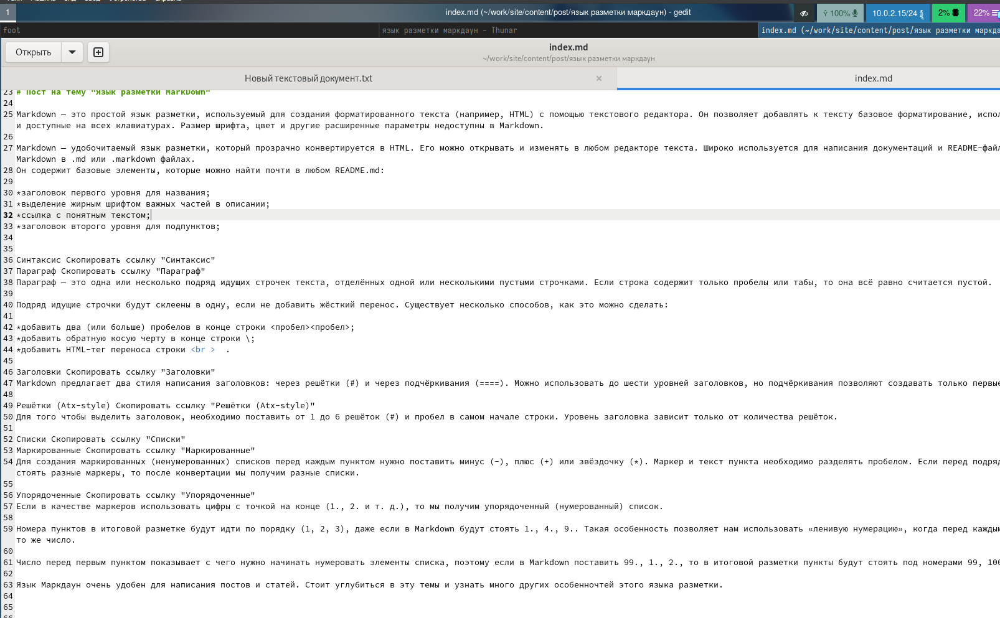 1
index.md (~/work/site/content/post/язык разметки маркдаун) - gedit
100%
10.0.2.15/24
2%
22%
foot
язык разметки маркдаун - Thunar
index.md (~/work/site/content/post/язык разметки маркда
Открыть
index.md
~/work/site/content/post/язык разметки маркдаун
Новый текстовый документ.txt
index.md
23 # Пост на тему "Язык разметки MarkDown"
24
25 Markdown — это простой язык разметки, используемый для создания форматированного текста (например, HTML) с помощью текстового редактора. Он позволяет добавлять к тексту базовое форматирование, испол
и доступные на всех клавиатурах. Размер шрифта, цвет и другие расширенные параметры недоступны в Markdown.
26
27 Markdown — удобочитаемый язык разметки, который прозрачно конвертируется в HTML. Его можно открывать и изменять в любом редакторе текста. Широко используется для написания документаций и README-фай
Markdown в .md или .markdown файлах.
28 Он содержит базовые элементы, которые можно найти почти в любом README.md:
29
30 *заголовок первого уровня для названия;
31 *выделение жирным шрифтом важных частей в описании;
32 *ссылка с понятным текстом;
33 *заголовок второго уровня для подпунктов;
34
35
36 Синтаксис Скопировать ссылку "Синтаксис"
37 Параграф Скопировать ссылку "Параграф"
38 Параграф — это одна или несколько подряд идущих строчек текста, отделённых одной или несколькими пустыми строчками. Если строка содержит только пробелы или табы, то она всё равно считается пустой.
39
40 Подряд идущие строчки будут склеены в одну, если не добавить жёсткий перенос. Существует несколько способов, как это можно сделать:
41
42 *добавить два (или больше) пробелов в конце строки <пробел><пробел>;
43 *добавить обратную косую черту в конце строки \;
44 *добавить HTML-тег переноса строки <br >  .
45
46 Заголовки Скопировать ссылку "Заголовки"
47 Markdown предлагает два стиля написания заголовков: через решётки (#) и через подчёркивания (====). Можно использовать до шести уровней заголовков, но подчёркивания позволяют создавать только первые
48
49 Решётки (Atx-style) Скопировать ссылку "Решётки (Atx-style)"
50 Для того чтобы выделить заголовок, необходимо поставить от 1 до 6 решёток (#) и пробел в самом начале строки. Уровень заголовка зависит только от количества решёток.
51
52 Списки Скопировать ссылку "Списки"
53 Маркированные Скопировать ссылку "Маркированные"
54 Для создания маркированных (ненумерованных) списков перед каждым пунктом нужно поставить минус (-), плюс (+) или звёздочку (*). Маркер и текст пункта необходимо разделять пробелом. Если перед подряд
стоять разные маркеры, то после конвертации мы получим разные списки.
55
56 Упорядоченные Скопировать ссылку "Упорядоченные"
57 Если в качестве маркеров использовать цифры с точкой на конце (1., 2. и т. д.), то мы получим упорядоченный (нумерованный) список.
58
59 Номера пунктов в итоговой разметке будут идти по порядку (1, 2, 3), даже если в Markdown будут стоять 1., 4., 9.. Такая особенность позволяет нам использовать «ленивую нумерацию», когда перед каждым
то же число.
60
61 Число перед первым пунктом показывает с чего нужно начинать нумеровать элементы списка, поэтому если в Markdown поставить 99., 1., 2., то в итоговой разметки пункты будут стоять под номерами 99, 100
62
63 Язык Маркдаун очень удобен для написания постов и статей. Стоит углубиться в эту темы и узнать много других особенночтей этого языка разметки.
64
65
66